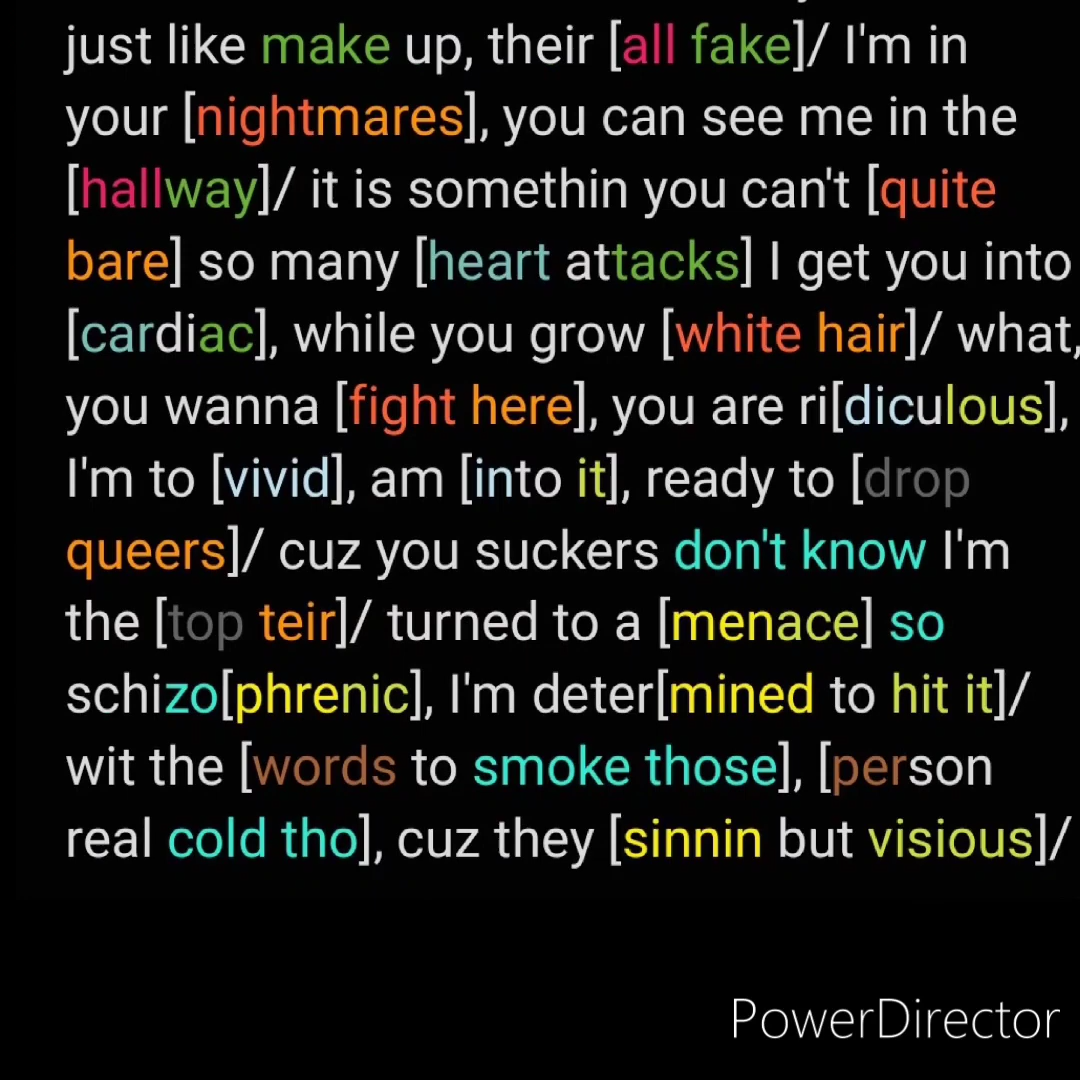 just like make up, their [all fake]/ I'm in
your [nightmares], you can see me in the
[hallway]/ it is somethin you can't [quite
bare] so many [heart attacks] I get you into
[cardiac], while you grow [white hair]/ what,
you wanna [fight here], you are ri[diculous],
I'm to [vivid], am [into it], ready to [drop
queers]/ cuz you suckers don't know I'm
the [top teir]/ turned to a [menace] so
schizo[phrenic], I'm deter[mined to hit it]/
wit the [words to smoke those], [person
real cold tho], cuz they [sinnin but visious]/
PowerDirector